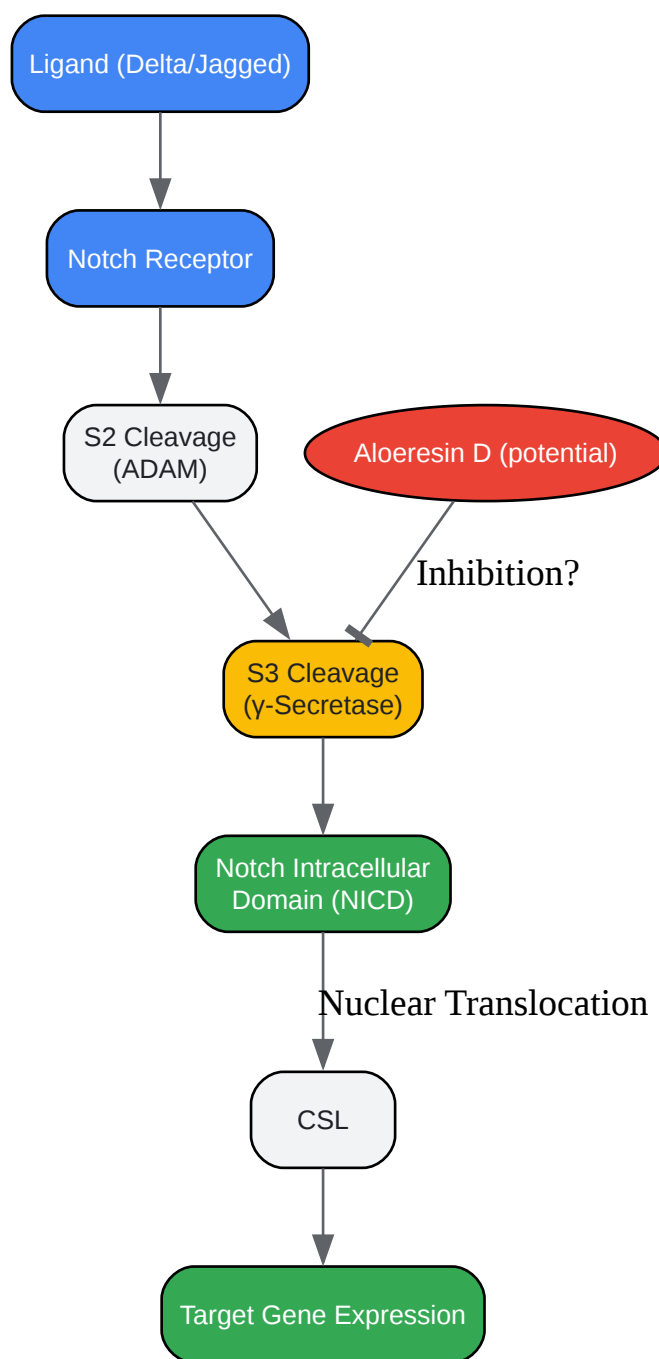 Ligand (Delta/Jagged)
Notch Receptor
S2 Cleavage
(ADAM)
Aloeresin D (potential)
Inhibition?
S3 Cleavage
(γ-Secretase)
Notch Intracellular
Domain (NICD)
Nuclear Translocation
CSL
Target Gene Expression